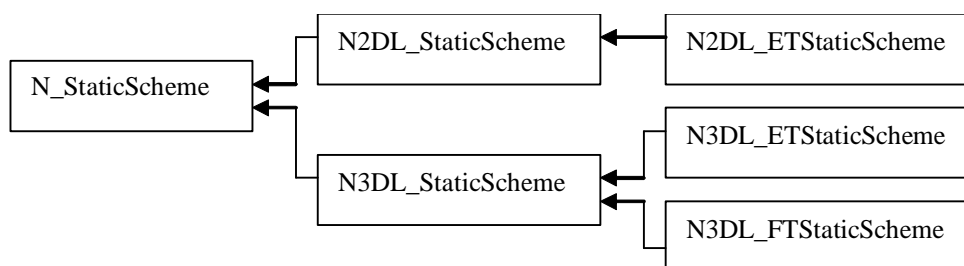 N_StaticScheme
N2DL_StaticScheme
N2DL_ETStaticScheme
N3DL_StaticScheme
N3DL_ETStaticScheme
N3DL_FTStaticScheme